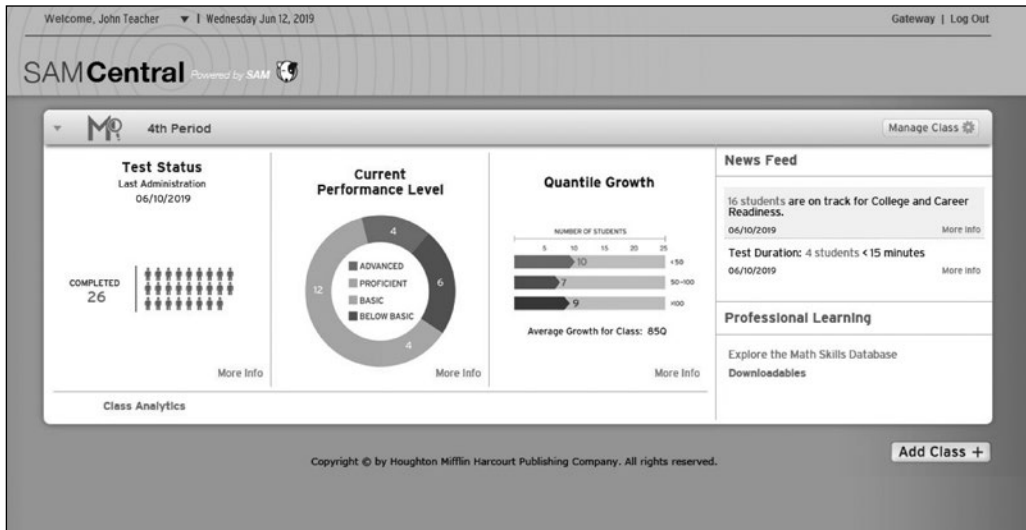 Welcome, John Teacher ▼ | Wednesday Jun 12, 2019
Gateway | Log Out
SAMCentral Powered by SAM
4th Period
Manage Class
Test Status
Last Administration
06/10/2019
COMPLETED
26
More Info
Current
Performance Level
4
6
4
12
ADVANCED
PROFICIENT
BASIC
BELOW BASIC
More Info
Quantile Growth
NUMBER OF STUDENTS
5 10 15 20 25
10 <50
7 50-100
9 >100
Average Growth for Class: 85Q
More Info
News Feed
16 students are on track for College and Career
Readiness.
06/10/2019 More Info
Test Duration: 4 students < 15 minutes
06/10/2019 More Info
Professional Learning
Explore the Math Skills Database
Downloadables
Class Analytics
Add Class +
Copyright © by Houghton Mifflin Harcourt Publishing Company. All rights reserved.